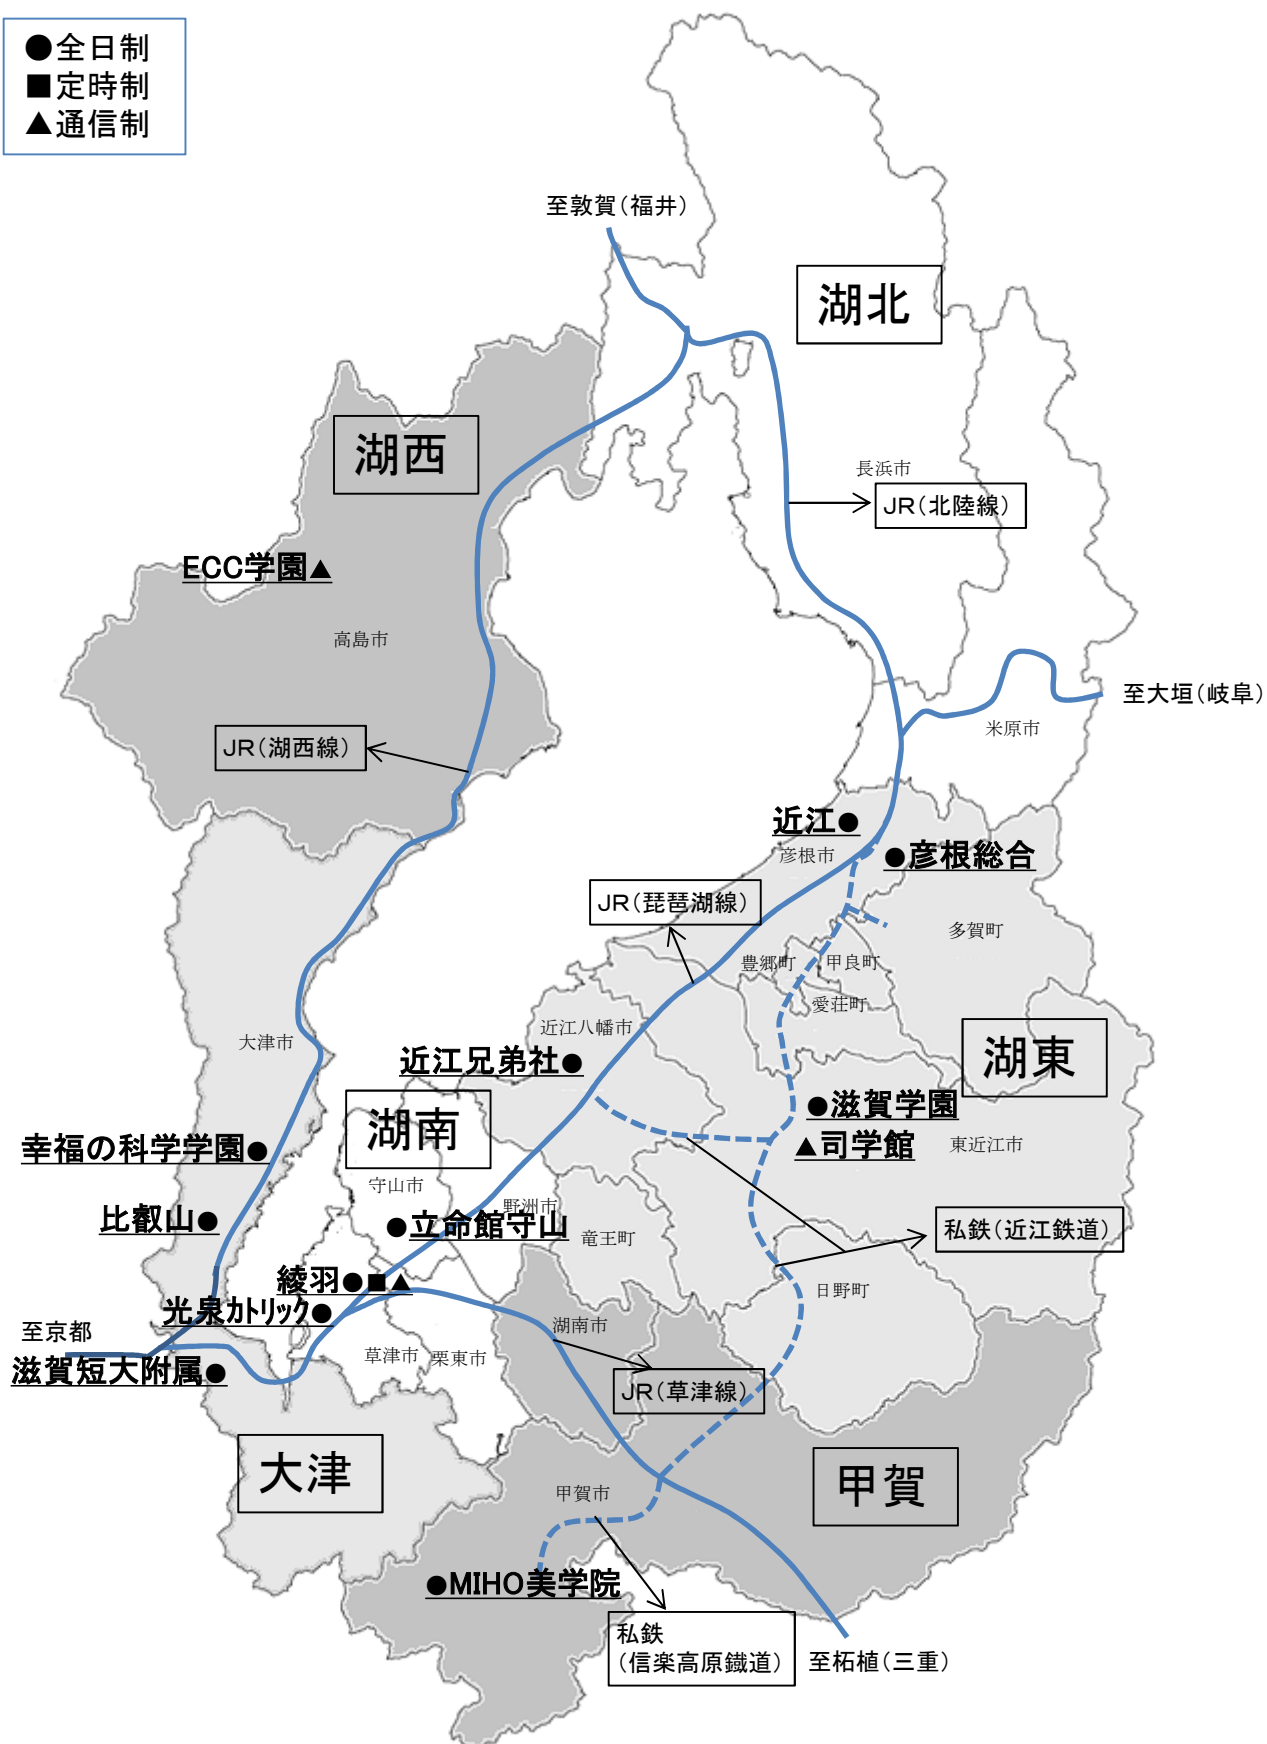 ●全日制
■定時制
▲通信制
至敦賀(福井)
湖北
湖西
長浜市
JR(北陸線)
ECC学園▲
高島市
至大垣(岐阜)
米原市
JR(湖西線)
近江●
彦根市
●彦根総合
JR(琵琶湖線)
多賀町
豊郷町
甲良町
愛荘町
近江八幡市
大津市
湖東
近江兄弟社●
●滋賀学園
湖南
▲司学館
東近江市
幸福の科学学園●
守山市
野洲市
比叡山●
●立命館守山
竜王町
私鉄(近江鉄道)
綾羽●■▲
日野町
光泉カトリック●
至京都
湖南市
草津市
栗東市
滋賀短大附属●
JR(草津線)
大津
甲賀
甲賀市
●MIHO美学院
私鉄
(信楽高原鐵道)
至柘植(三重)